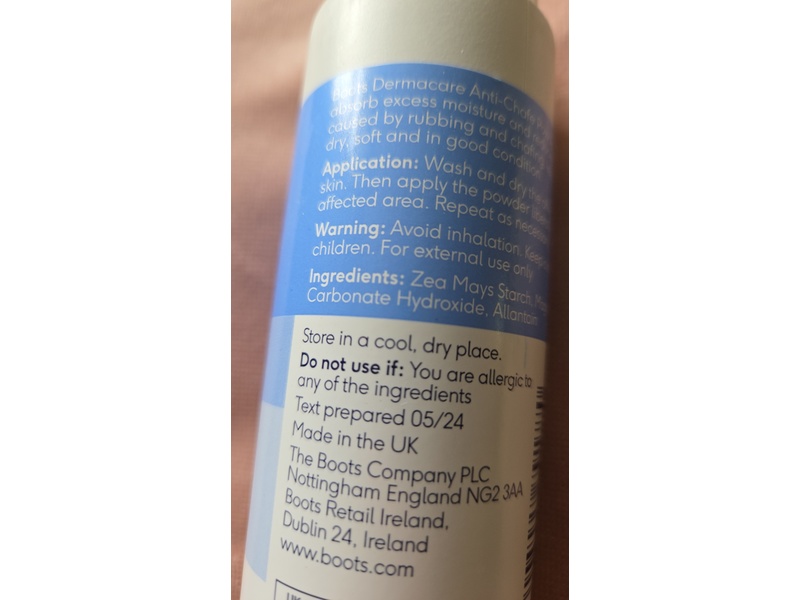 Boots Dermacare Anti-Chafe
absorb excess moisture and
caused by rubbing and chafing
dry, soft and in good condition
Application: Wash and dry the
skin. Then apply the powder
affected area. Repeat as
Warning: Avoid inhalation. Keep
children. For external use only
Ingredients: Zea Mays Starch,
Carbonate Hydroxide, Allantoin
Store in a cool, dry place.
Do not use if: You are allergic to
any of the ingredients
Text prepared 05/24
Made in the UK
The Boots Company PLC
Nottingham England NG2 3AA
Boots Retail Ireland,
Dublin 24, Ireland
www.boots.com